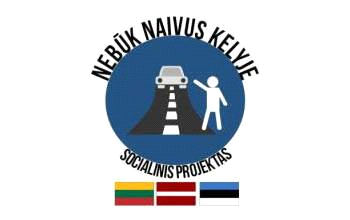 NEBŪK NAIVUS KELYJE
SOCIALINIS PROJEKTAS